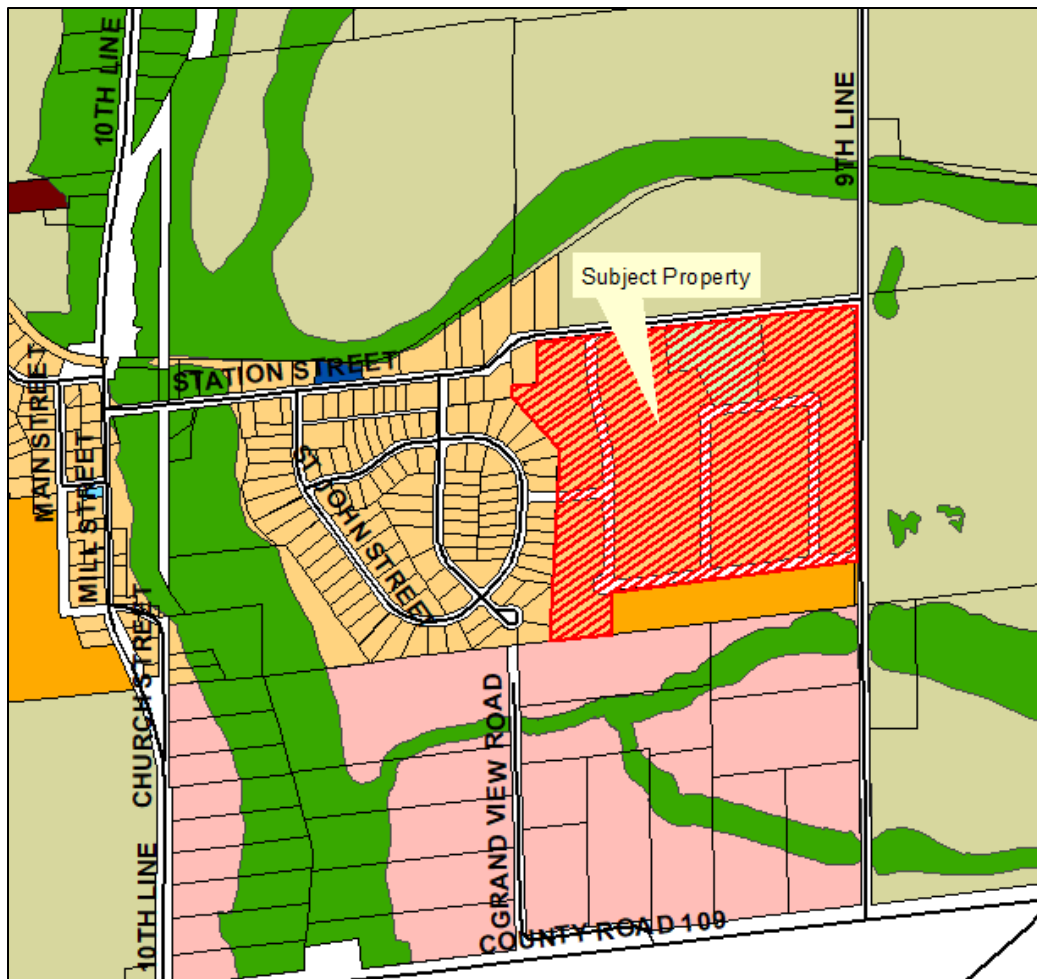 10TH LINE
9TH LINE
Subject Property
STATION STREET
MAIN STREET
MILL STREET
ST. JOHN STREET
CHURCH STREET
GRAND VIEW ROAD
10TH LINE
COUNTY ROAD 109